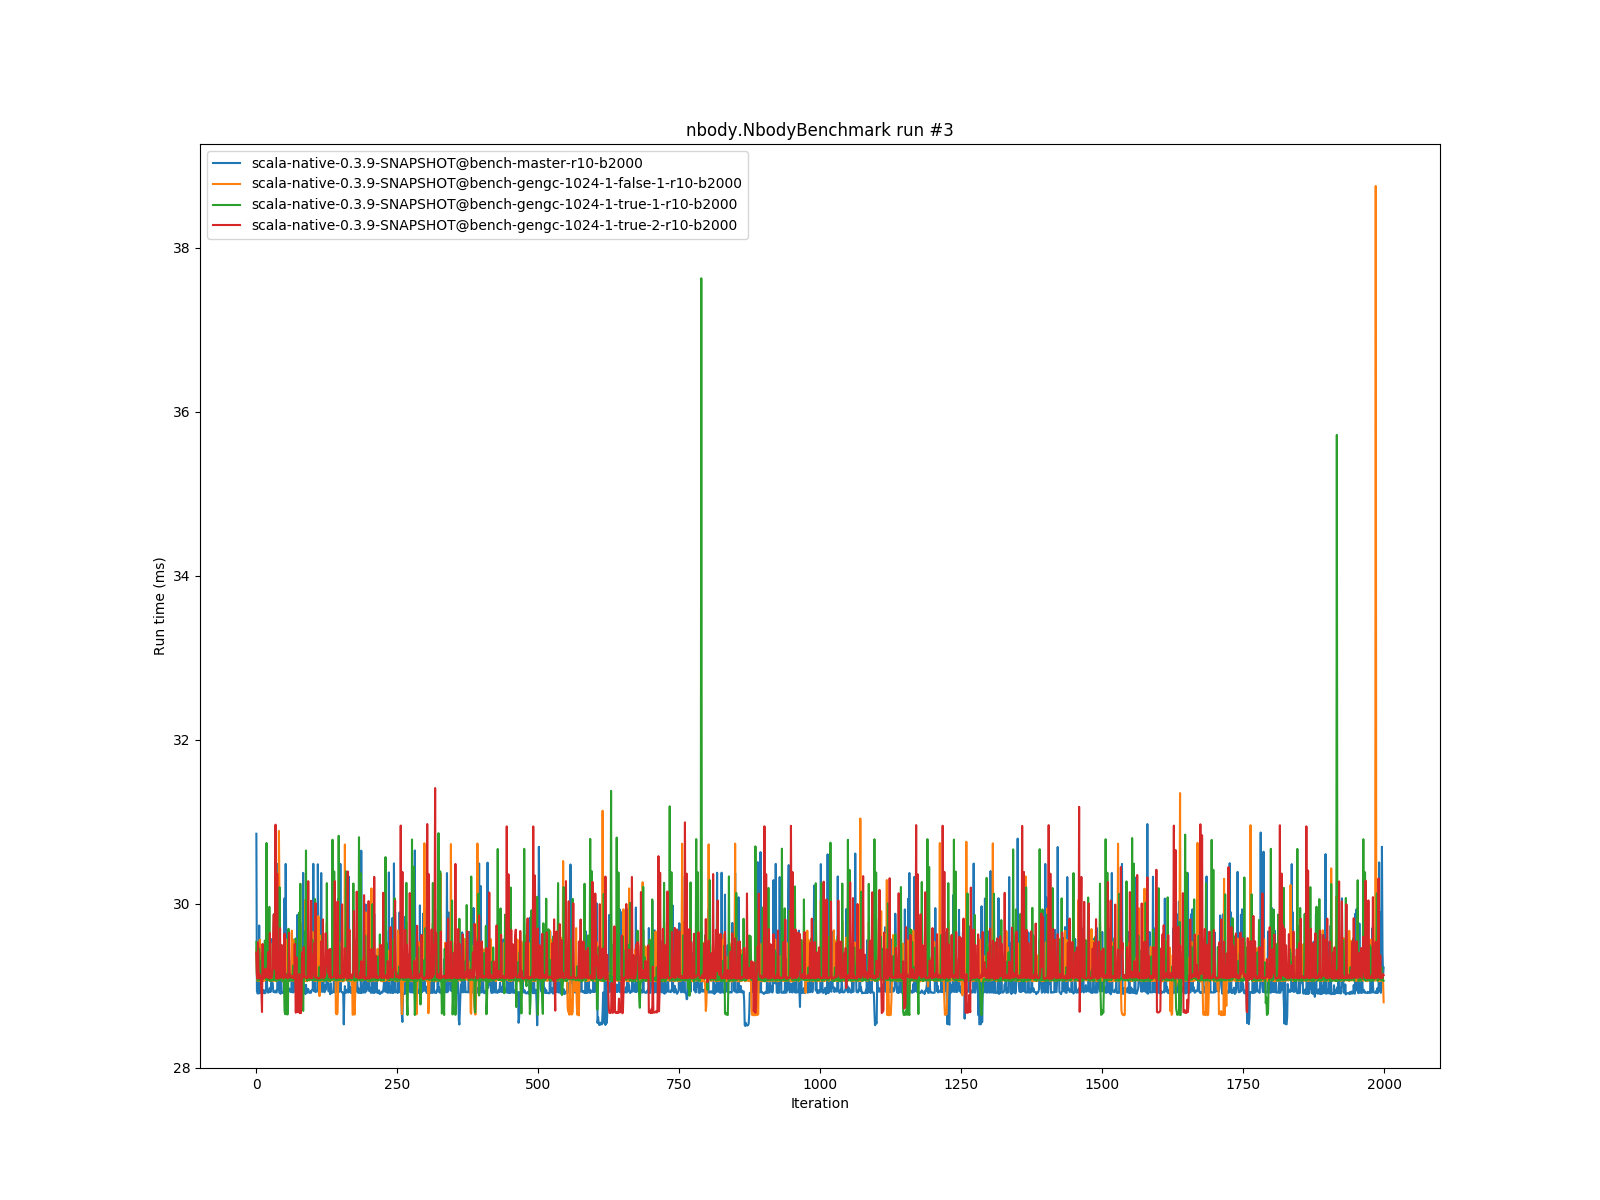 nbody.NbodyBenchmark run #3
scala-native-0.3.9-SNAPSHOT@bench-master-r10-b2000
scala-native-0.3.9-SNAPSHOT@bench-gengc-1024-1-false-1-r10-b2000
scala-native-0.3.9-SNAPSHOT@bench-gengc-1024-1-true-1-r10-b2000
scala-native-0.3.9-SNAPSHOT@bench-gengc-1024-1-true-2-r10-b2000
38
36
34
32
30
28
Run time (ms)
0 250 500 750 1000 1250 1500 1750 2000
Iteration